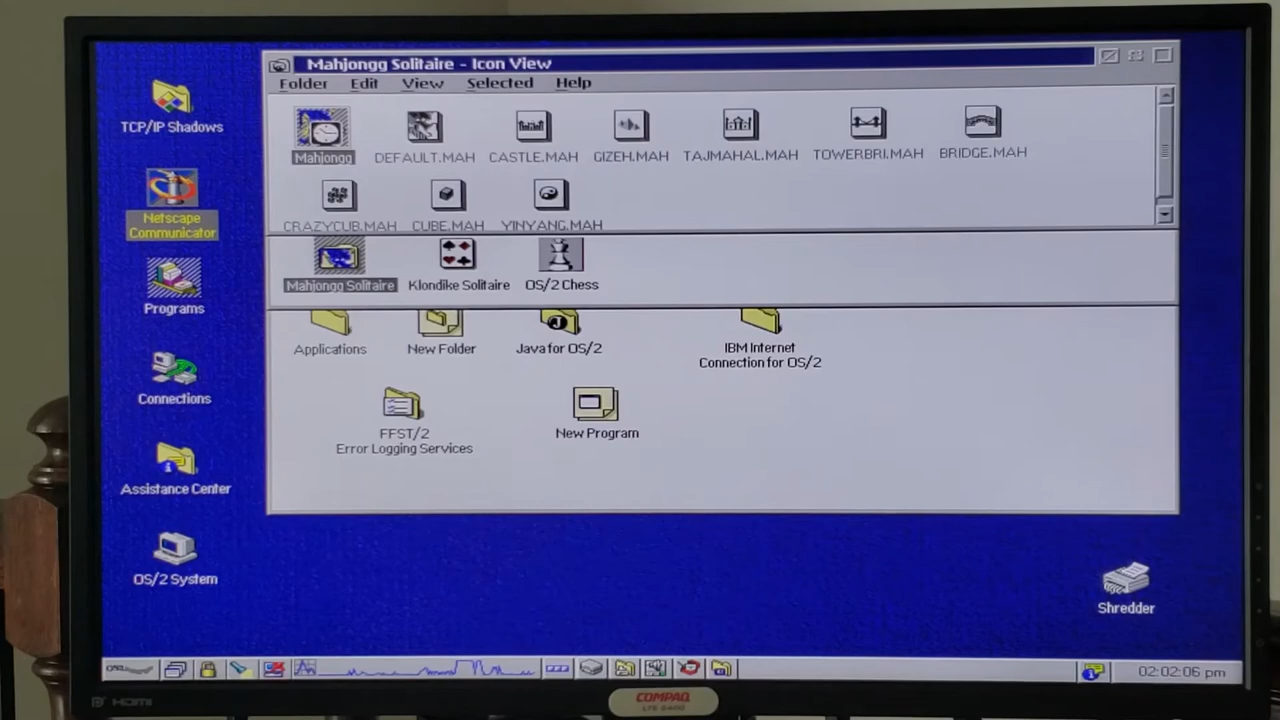 Mahjongg Solitaire - Icon View
Folder Edit View Selected Help
TCP/IP Shadows
Mahjongg
DEFAULT.MAH
CASTLE.MAH
GIZEH.MAH
TAJMAHAL.MAH
TOWERBRI.MAH
BRIDGE.MAH
CRAZYCUB.MAH
CUBE.MAH
YINYANG.MAH
Netscape
Communicator
Mahjongg Solitaire
Klondike Solitaire
OS/2 Chess
Programs
Applications
New Folder
Java for OS/2
IBM Internet
Connection for OS/2
Connections
FFST/2
Error Logging Services
New Program
Assistance Center
OS/2 System
Shredder
02:02:06 pm
HDMI
COMPAQ
LTE 5400